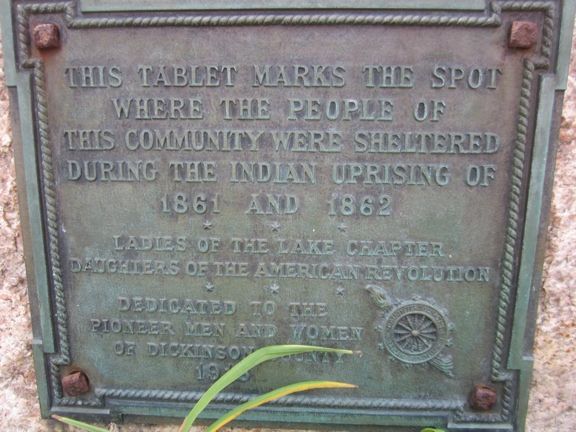 THIS TABLET MARKS THE SPOT
WHERE THE PEOPLE OF
THIS COMMUNITY WERE SHELTERED
DURING THE INDIAN UPRISING OF
1861 AND 1862
LADIES OF THE LAKE CHAPTER
DAUGHTERS OF THE AMERICAN REVOLUTION
DEDICATED TO THE
PIONEER MEN AND WOMEN
OF DICKINSON COUNTY